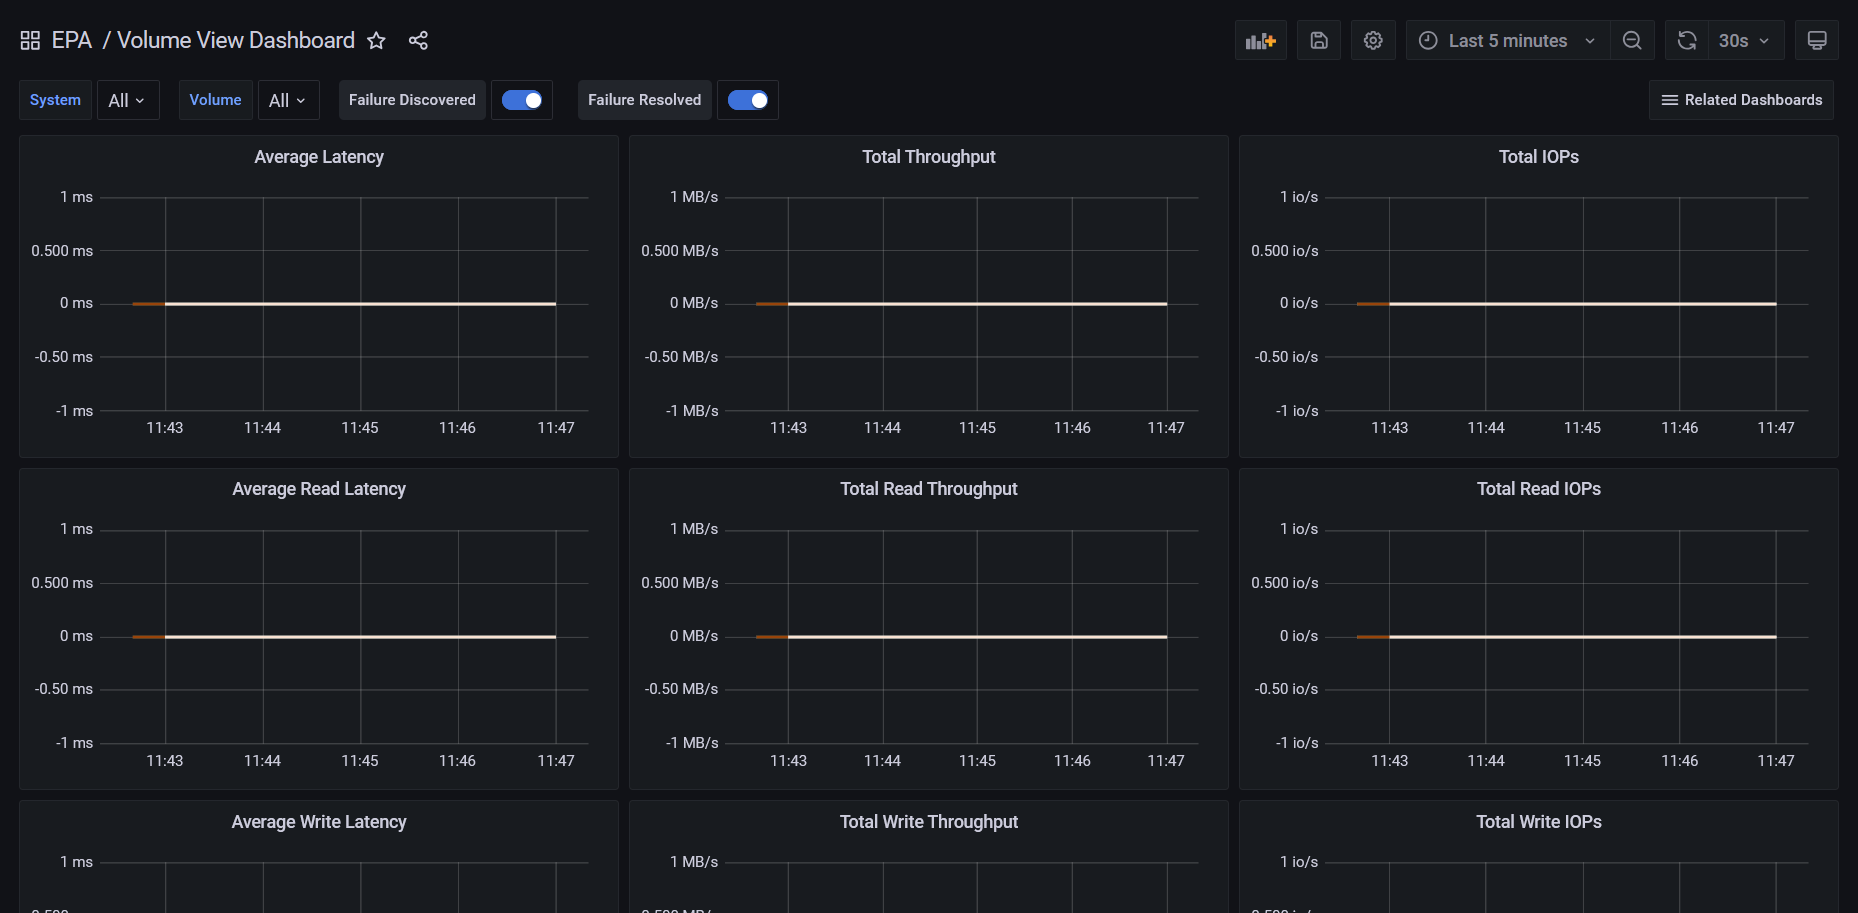 EPA / Volume View Dashboard
Last 5 minutes
30s
System All Volume All Failure Discovered Failure Resolved
Related Dashboards
Average Latency
1 ms
0.500 ms
0 ms
-0.50 ms
-1 ms
11:43 11:44 11:45 11:46 11:47
Total Throughput
1 MB/s
0.500 MB/s
0 MB/s
-0.50 MB/s
-1 MB/s
11:43 11:44 11:45 11:46 11:47
Total IOPs
1 io/s
0.500 io/s
0 io/s
-0.50 io/s
-1 io/s
11:43 11:44 11:45 11:46 11:47
Average Read Latency
1 ms
0.500 ms
0 ms
-0.50 ms
-1 ms
11:43 11:44 11:45 11:46 11:47
Total Read Throughput
1 MB/s
0.500 MB/s
0 MB/s
-0.50 MB/s
-1 MB/s
11:43 11:44 11:45 11:46 11:47
Total Read IOPs
1 io/s
0.500 io/s
0 io/s
-0.50 io/s
-1 io/s
11:43 11:44 11:45 11:46 11:47
Average Write Latency
1 ms
Total Write Throughput
1 MB/s
Total Write IOPs
1 io/s